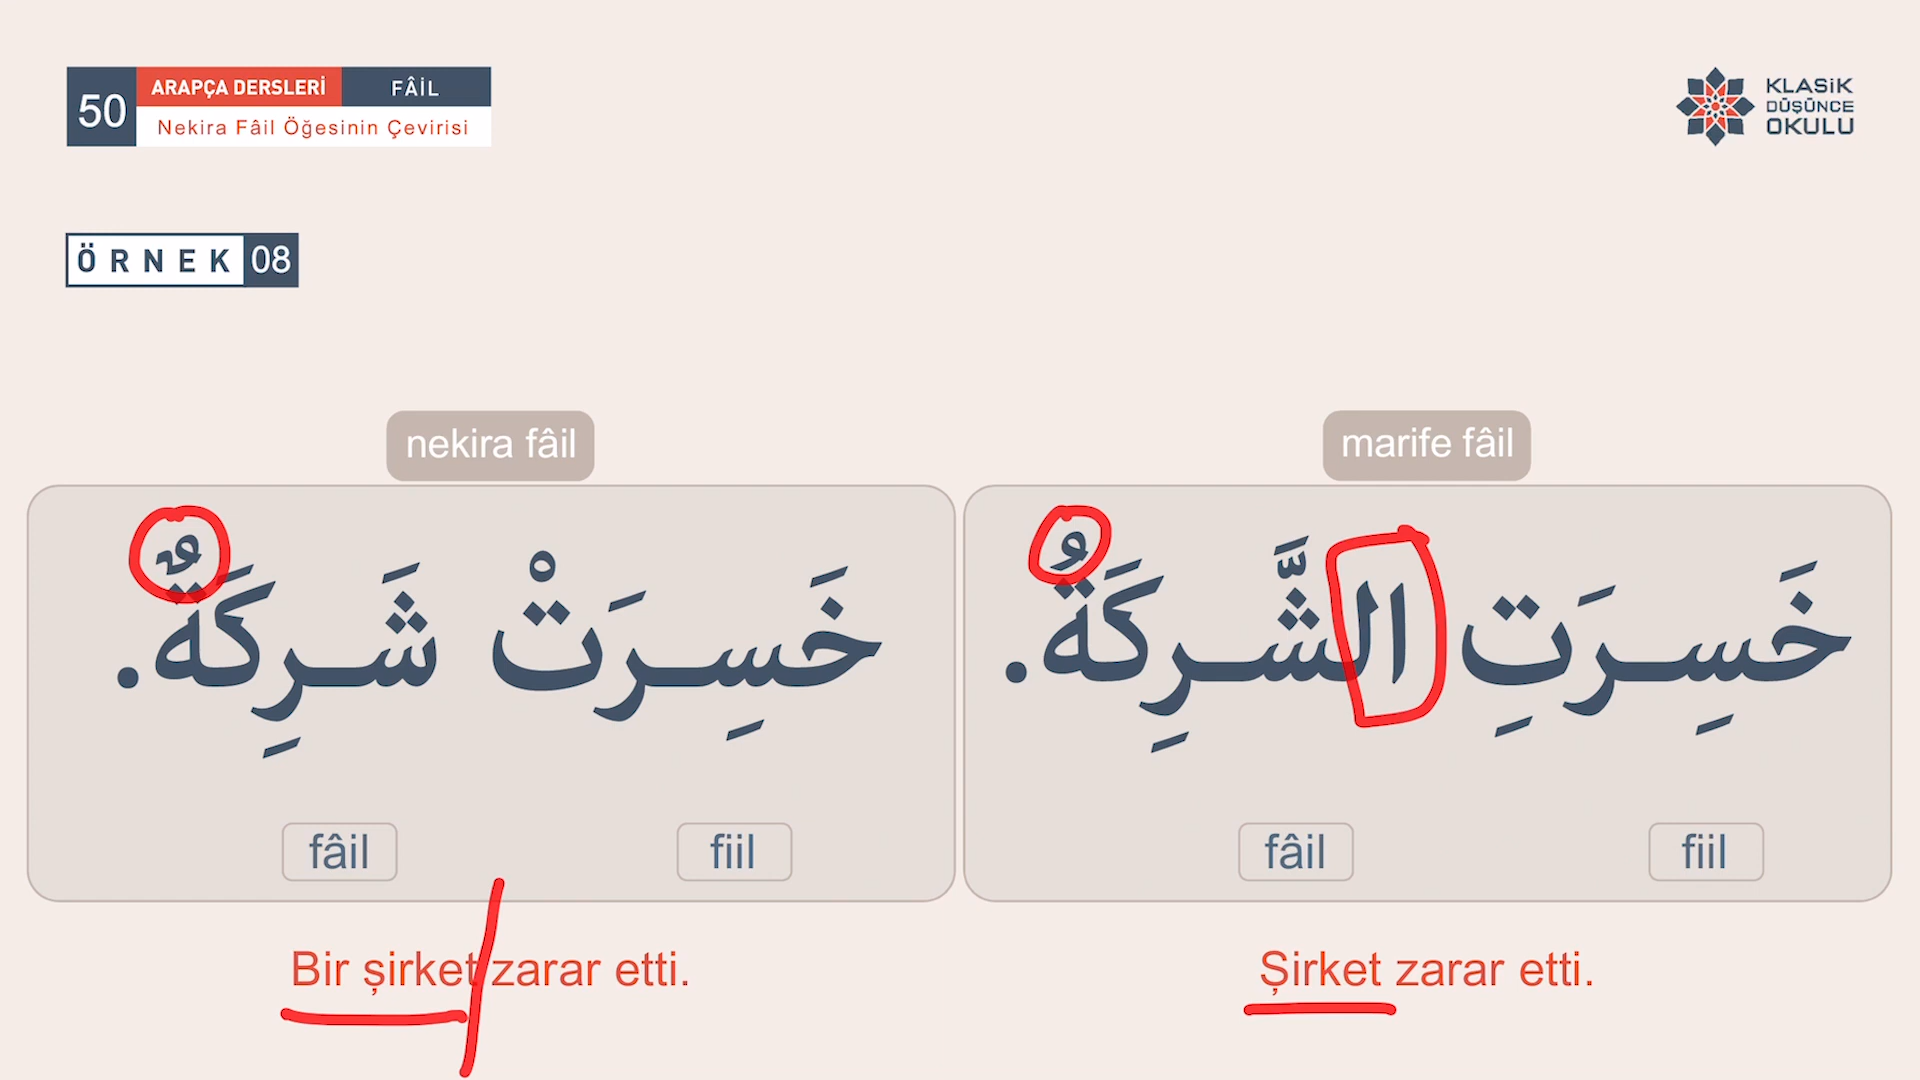 50
ARAPÇA DERSLERİ FÂİL
Nekira Fâil Öğesinin Çevirisi
KLASİK
DÜŞÜNCE
OKULU
ÖRNEK 08
marife fâil
خَسِرَتِ الشَّرِكَةُ.
fâil fiil
Şirket zarar etti.
nekira fâil
خَسِرَتْ شَرِكَةٌ.
fâil fiil
Bir şirket zarar etti.